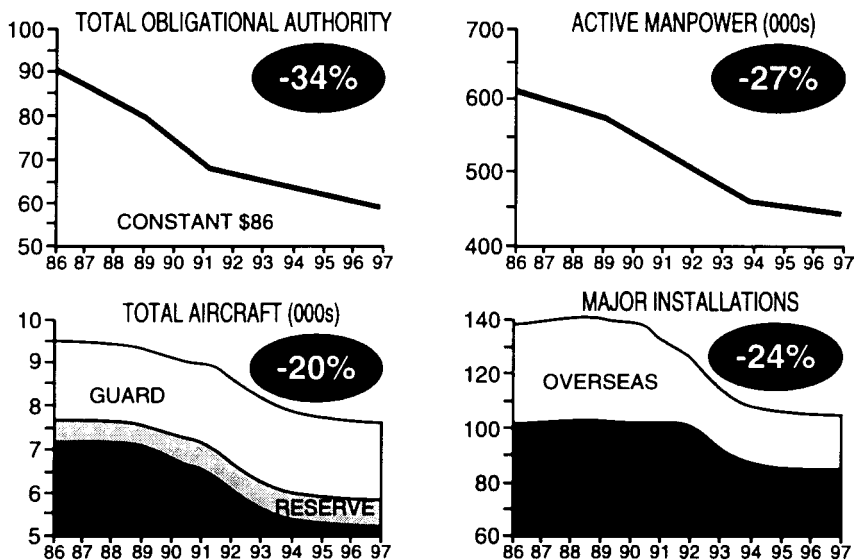 TOTAL OBLIGATIONAL AUTHORITY
100
90
80
70
60
50
-34%
CONSTANT $86
86 87 88 89 90 91 92 93 94 95 96 97
ACTIVE MANPOWER (000s)
700
600
500
400
-27%
86 87 88 89 90 91 92 93 94 95 96 97
TOTAL AIRCRAFT (000s)
10
9
8
7
6
5
-20%
GUARD
RESERVE
86 87 88 89 90 91 92 93 94 95 96 97
MAJOR INSTALLATIONS
140
120
100
80
60
-24%
OVERSEAS
86 87 88 89 90 91 92 93 94 95 96 97